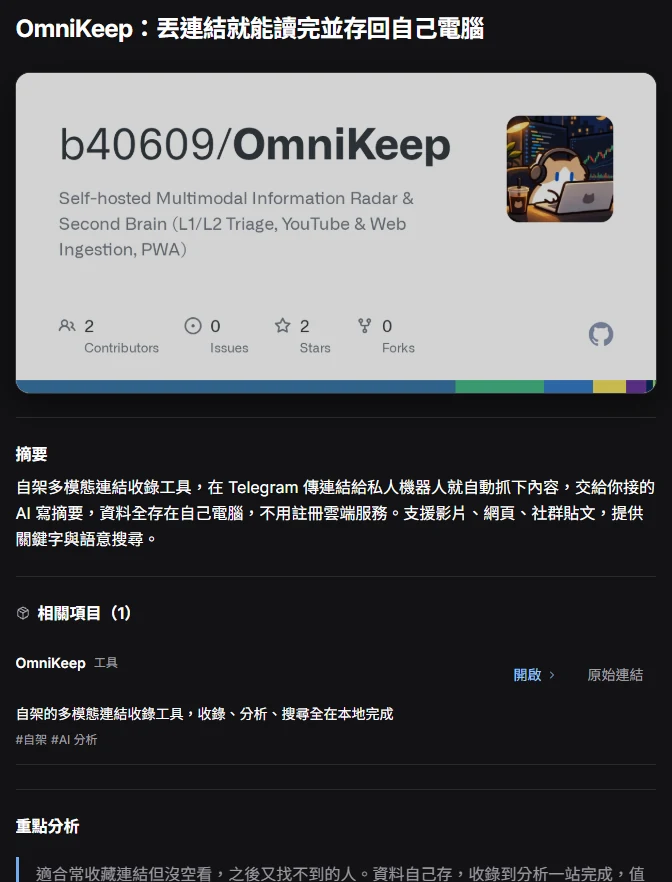 OmniKeep：丟連結就能讀完並存回自己電腦
b40609/OmniKeep
Self-hosted Multimodal Information Radar &
Second Brain (L1/L2 Triage, YouTube & Web
Ingestion, PWA)
2
Contributors
0
Issues
2
Stars
0
Forks
摘要
自架多模態連結收錄工具，在 Telegram 傳連結給私人機器人就自動抓下內容，交給你接的
AI 寫摘要，資料全存在自己電腦，不用註冊雲端服務。支援影片、網頁、社群貼文，提供
關鍵字與語意搜尋。
相關項目（1）
OmniKeep 工具
開啟 > 原始連結
自架的多模態連結收錄工具，收錄、分析、搜尋全在本地完成
#自架 #AI 分析
重點分析
適合常收藏連結但沒空看，之後又找不到的人。資料自己存，收錄到分析一站完成，值